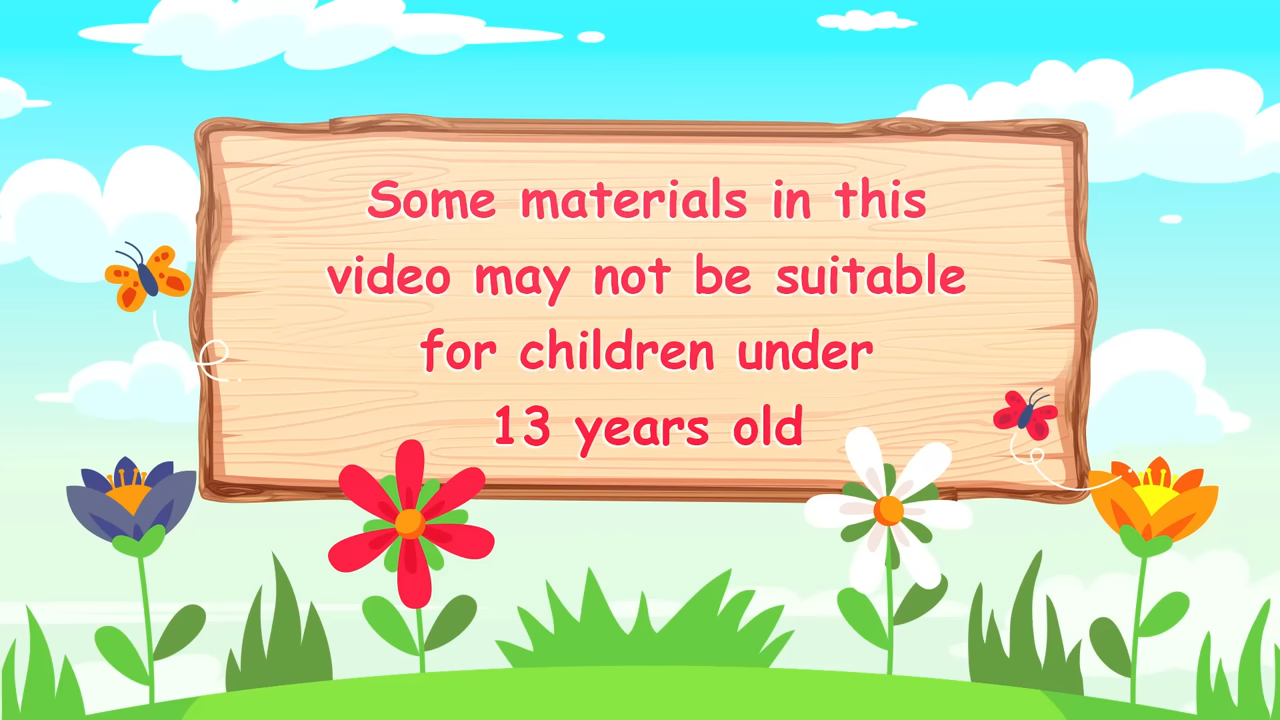 Some materials in this
video may not be suitable
for children under
13 years old